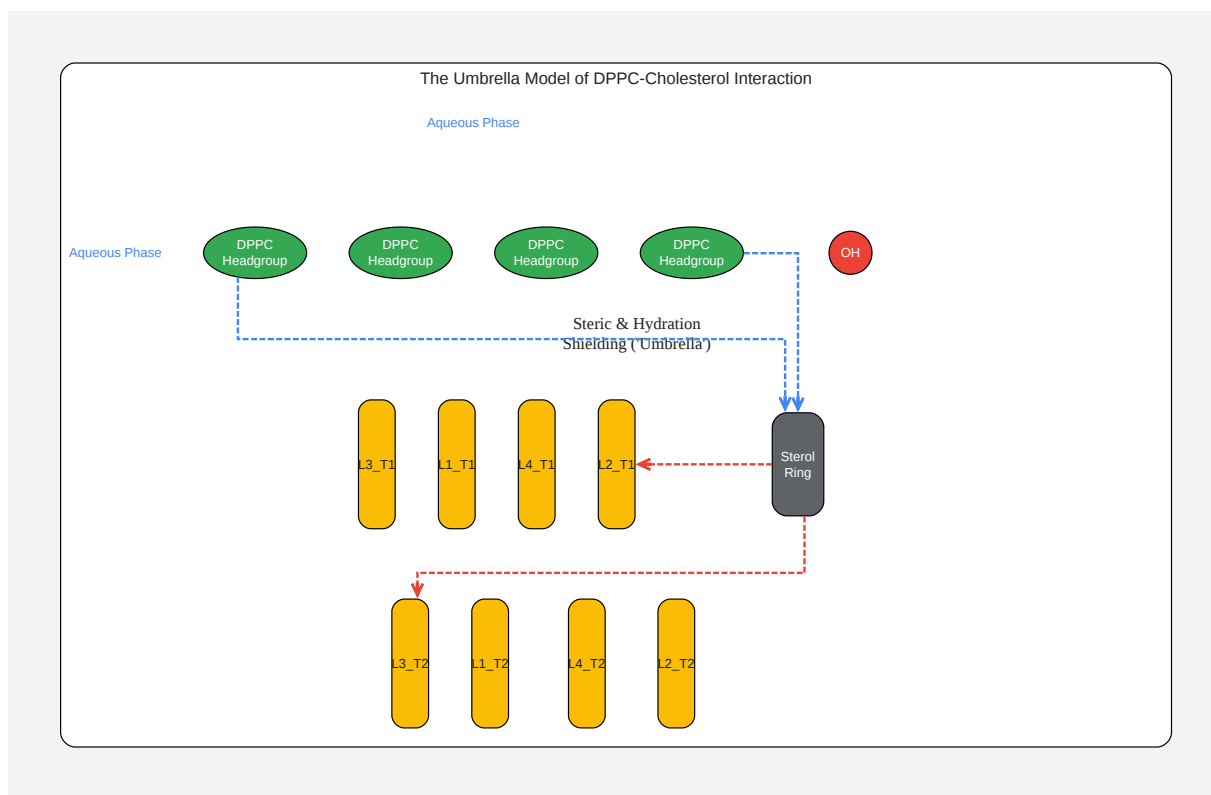 The Umbrella Model of DPPC-Cholesterol Interaction
Aqueous Phase
Aqueous Phase
DPPC
Headgroup
DPPC
Headgroup
DPPC
Headgroup
DPPC
Headgroup
OH
Steric & Hydration
Shielding ('Umbrella')
L3_T1
L1_T1
L4_T1
L2_T1
Sterol
Ring
L3_T2
L1_T2
L4_T2
L2_T2